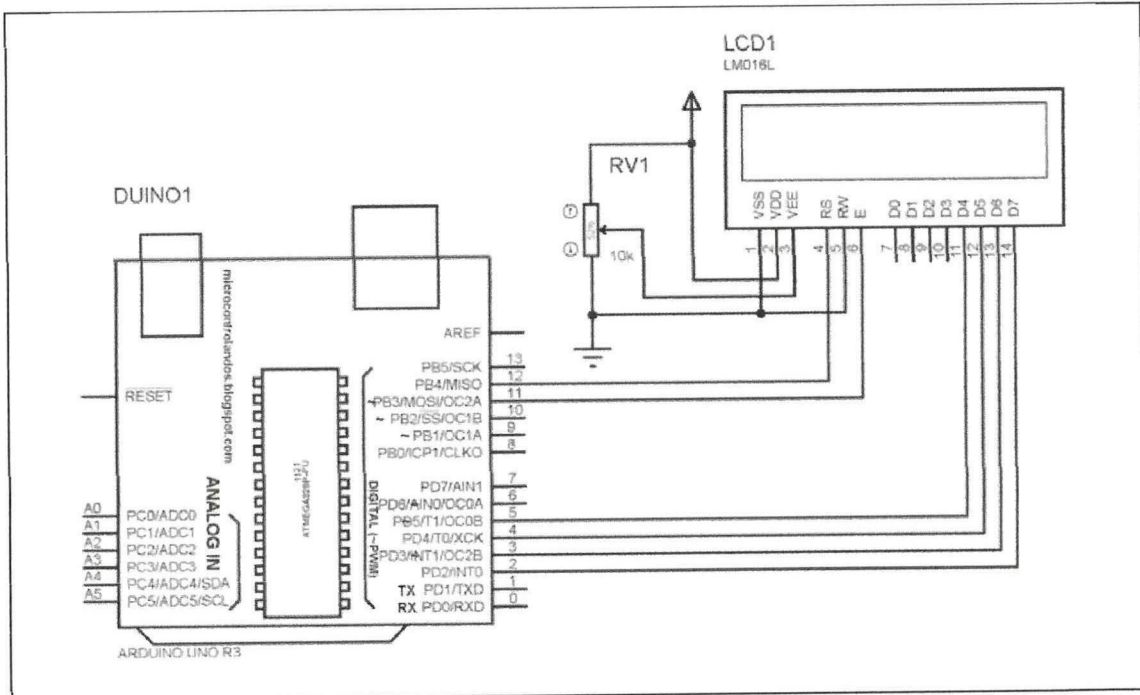 LCD1
LM016L
RV1
10k
VSS
VDD
VEE
RS
RW
E
D0
D1
D2
D3
D4
D5
D6
D7
1
2
3
4
5
6
7
8
9
10
11
12
13
14
DUINO1
microcontrolandos.blogspot.com
RESET
AREF
PB5/SCK 13
PB4/MISO 12
~PB3/MOSI/OC2A 11
~ PB2/SS/OC1B 10
~ PB1/OC1A 9
PB0/ICP1/CLKO 8
PD7/AIN1 7
PD6/AIN0/OC0A 6
PD5/T1/OC0B 5
PD4/T0/XCK 4
PD3/INT1/OC2B 3
PD2/INT0 2
TX PD1/TXD 1
RX PD0/RXD 0
DIGITAL (~PWM)
1121
ATMEGA328P-PU
ANALOG IN
A0 PC0/ADC0
A1 PC1/ADC1
A2 PC2/ADC2
A3 PC3/ADC3
A4 PC4/ADC4/SDA
A5 PC5/ADC5/SCL
ARDUINO UNO R3